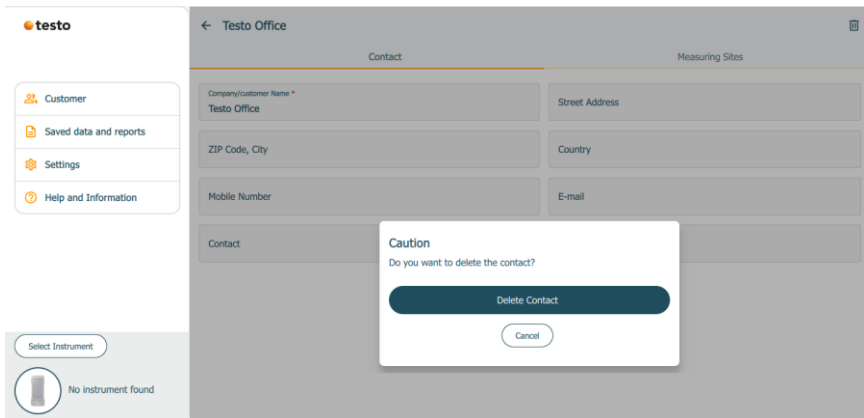 testo
Customer
Saved data and reports
Settings
Help and Information
Select Instrument
No instrument found
Testo Office
Contact
Measuring Sites
Company/customer Name *
Testo Office
Street Address
ZIP Code, City
Country
Mobile Number
E-mail
Contact
Caution
Do you want to delete the contact?
Delete Contact
Cancel